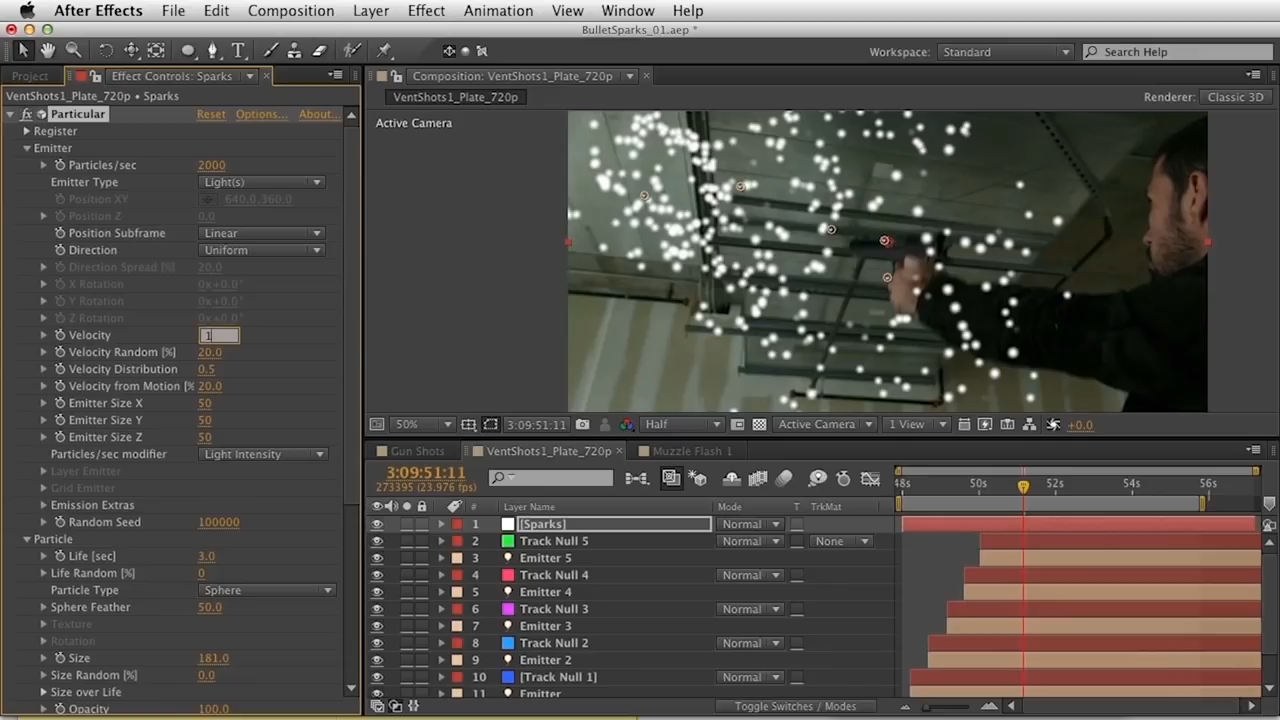 After Effects File Edit Composition Layer Effect Animation View Window Help
BulletSparks_01.aep *
Workspace: Standard Search Help
Project Effect Controls: Sparks Composition: VentShots1_Plate_720p
VentShots1_Plate_720p • Sparks VentShots1_Plate_720p Renderer: Classic 3D
fx Particular Reset Options... About...
Active Camera
Register
Emitter
Particles/sec 2000
Emitter Type Light(s)
Position XY 640.0,360.0
Position Z 0.0
Position Subframe Linear
Direction Uniform
Direction Spread [%] 20.0
X Rotation 0x+0.0°
Y Rotation 0x+0.0°
Z Rotation 0x+0.0°
Velocity 1
Velocity Random [%] 20.0
Velocity Distribution 0.5
Velocity from Motion [% 20.0
Emitter Size X 50
Emitter Size Y 50
Emitter Size Z 50
Particles/sec modifier Light Intensity
Layer Emitter
Grid Emitter
Emission Extras
Random Seed 100000
Particle
Life [sec] 3.0
Life Random [%] 0
Particle Type Sphere
Sphere Feather 50.0
Texture
Rotation
Size 181.0
Size Random [%] 0.0
Size over Life
Opacity 100.0
50% 3:09:51:11 Half Active Camera 1 View +0.0
Gun Shots VentShots1_Plate_720p Muzzle Flash 1
3:09:51:11
273395 (23.976 fps)
48s 50s 52s 54s 56s
# Layer Name Mode T TrkMat
1 [Sparks] Normal
2 Track Null 5 Normal None
3 Emitter 5
4 Track Null 4 Normal
5 Emitter 4
6 Track Null 3 Normal
7 Emitter 3
8 Track Null 2 Normal
9 Emitter 2
10 [Track Null 1] Normal
11 Emitter
Toggle Switches / Modes